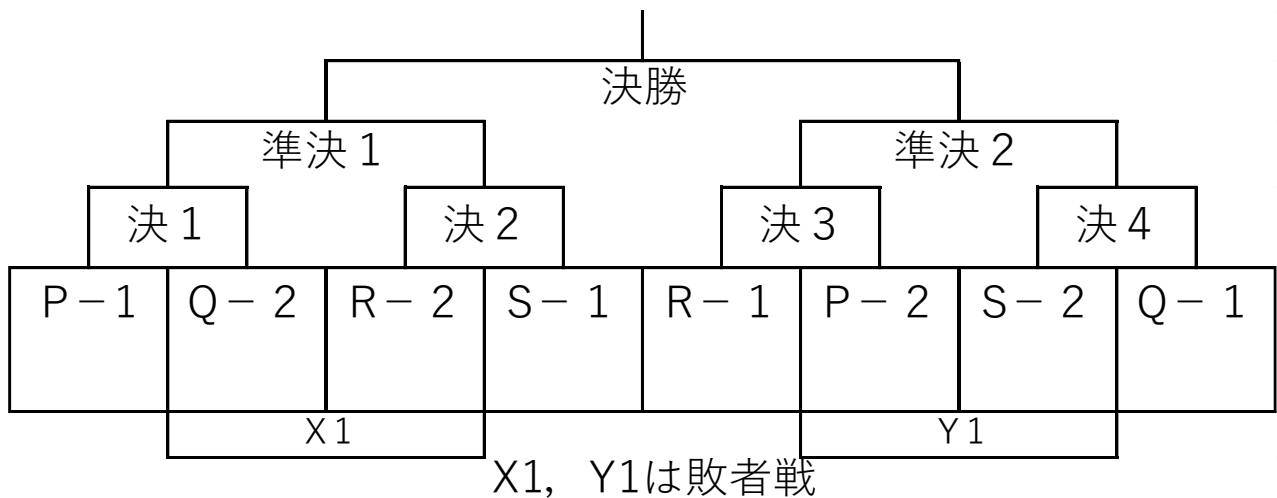 決勝
準決１ 準決２
決１ 決２ 決３ 決４
Ｐ－１ Ｑ－２ Ｒ－２ Ｓ－１ Ｒ－１ Ｐ－２ Ｓ－２ Ｑ－１
X１ Y１
X1,　Y1は敗者戦